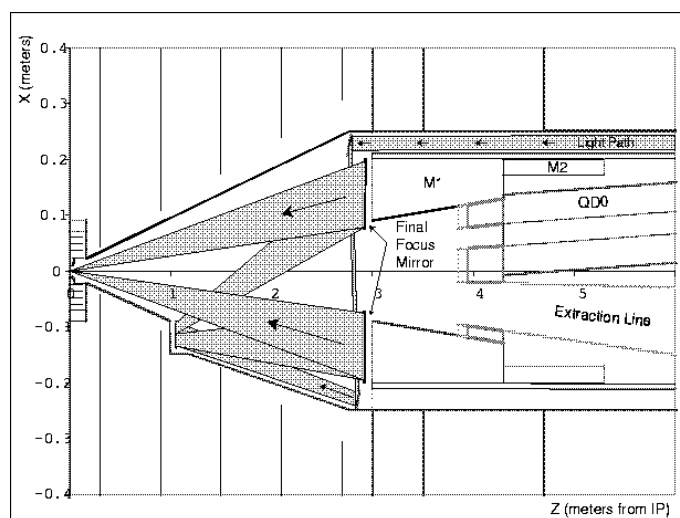 X (meters)
0.4
0.3
Light Path
0.2
M1
M2
QD0
0.1
Final
Focus
Mirror
0
0
1
2
3
4
5
-0.1
Extraction Line
-0.2
-0.3
-0.4
Z (meters from IP)